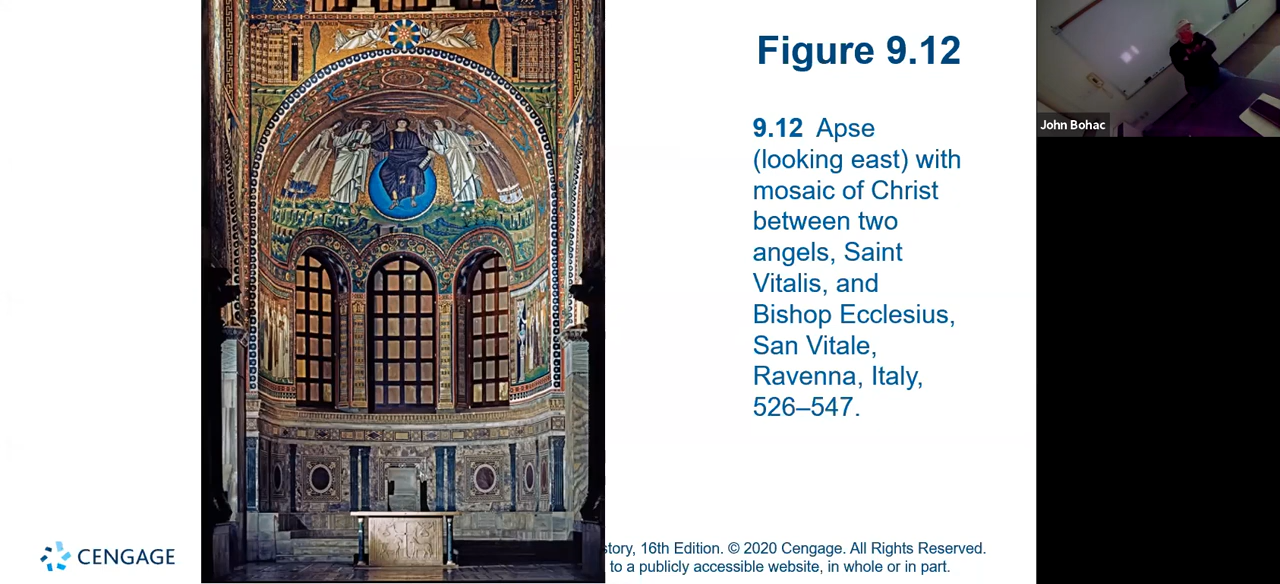 Figure 9.12
9.12 Apse
(looking east) with
mosaic of Christ
between two
angels, Saint
Vitalis, and
Bishop Ecclesius,
San Vitale,
Ravenna, Italy,
526–547.
CENGAGE
story, 16th Edition. © 2020 Cengage. All Rights Reserved.
to a publicly accessible website, in whole or in part.
John Bohac